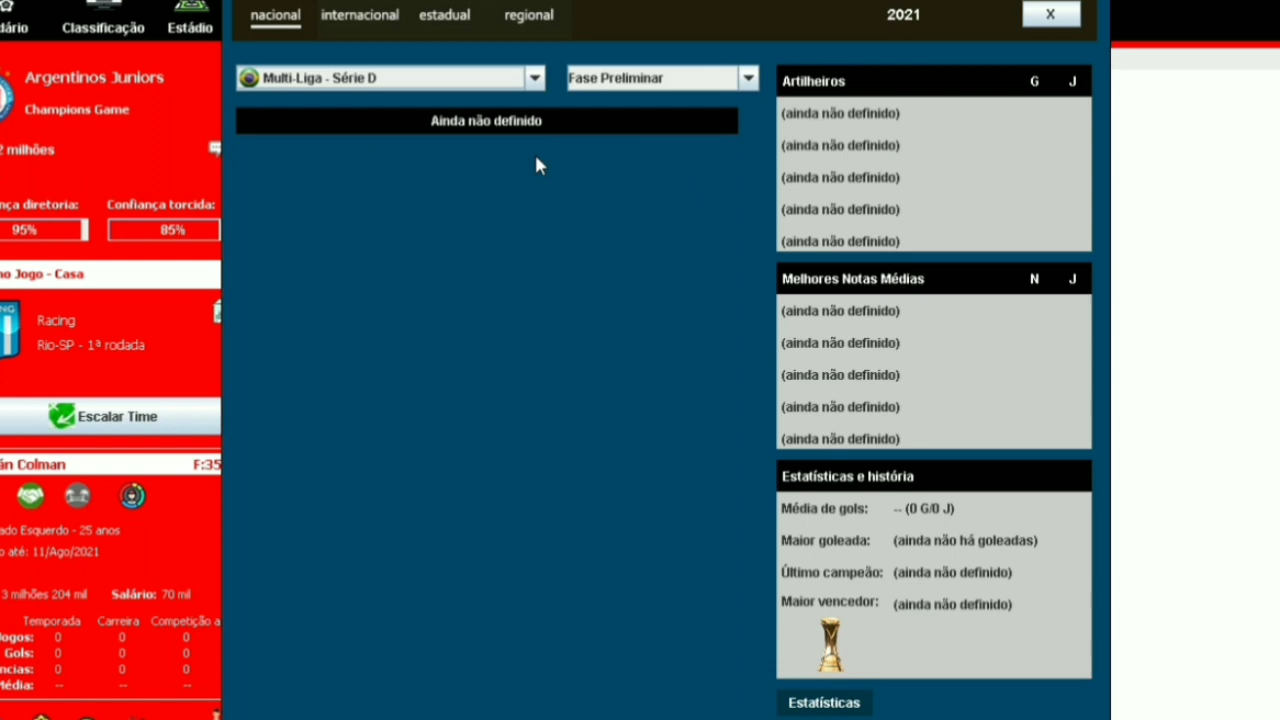 dário
Classificação
Estádio
nacional
internacional
estadual
regional
2021
X
Argentinos Juniors
Champions Game
2 milhões
nça diretoria:
Confiança torcida:
95%
85%
no Jogo - Casa
NG
Racing
Rio-SP - 1ª rodada
Escalar Time
án Colman
F:35
ado Esquerdo - 25 anos
o até: 11/Ago/2021
3 milhões 204 mil
Salário: 70 mil
Temporada Carreira Competição a
Jogos: 0 0 0
Gols: 0 0 0
ncias: 0 0 0
Média: -- -- --
Multi-Liga - Série D
Fase Preliminar
Ainda não definido
Artilheiros G J
(ainda não definido)
(ainda não definido)
(ainda não definido)
(ainda não definido)
(ainda não definido)
Melhores Notas Médias N J
(ainda não definido)
(ainda não definido)
(ainda não definido)
(ainda não definido)
(ainda não definido)
Estatísticas e história
Média de gols: -- (0 G/0 J)
Maior goleada: (ainda não há goleadas)
Último campeão: (ainda não definido)
Maior vencedor: (ainda não definido)
Estatísticas